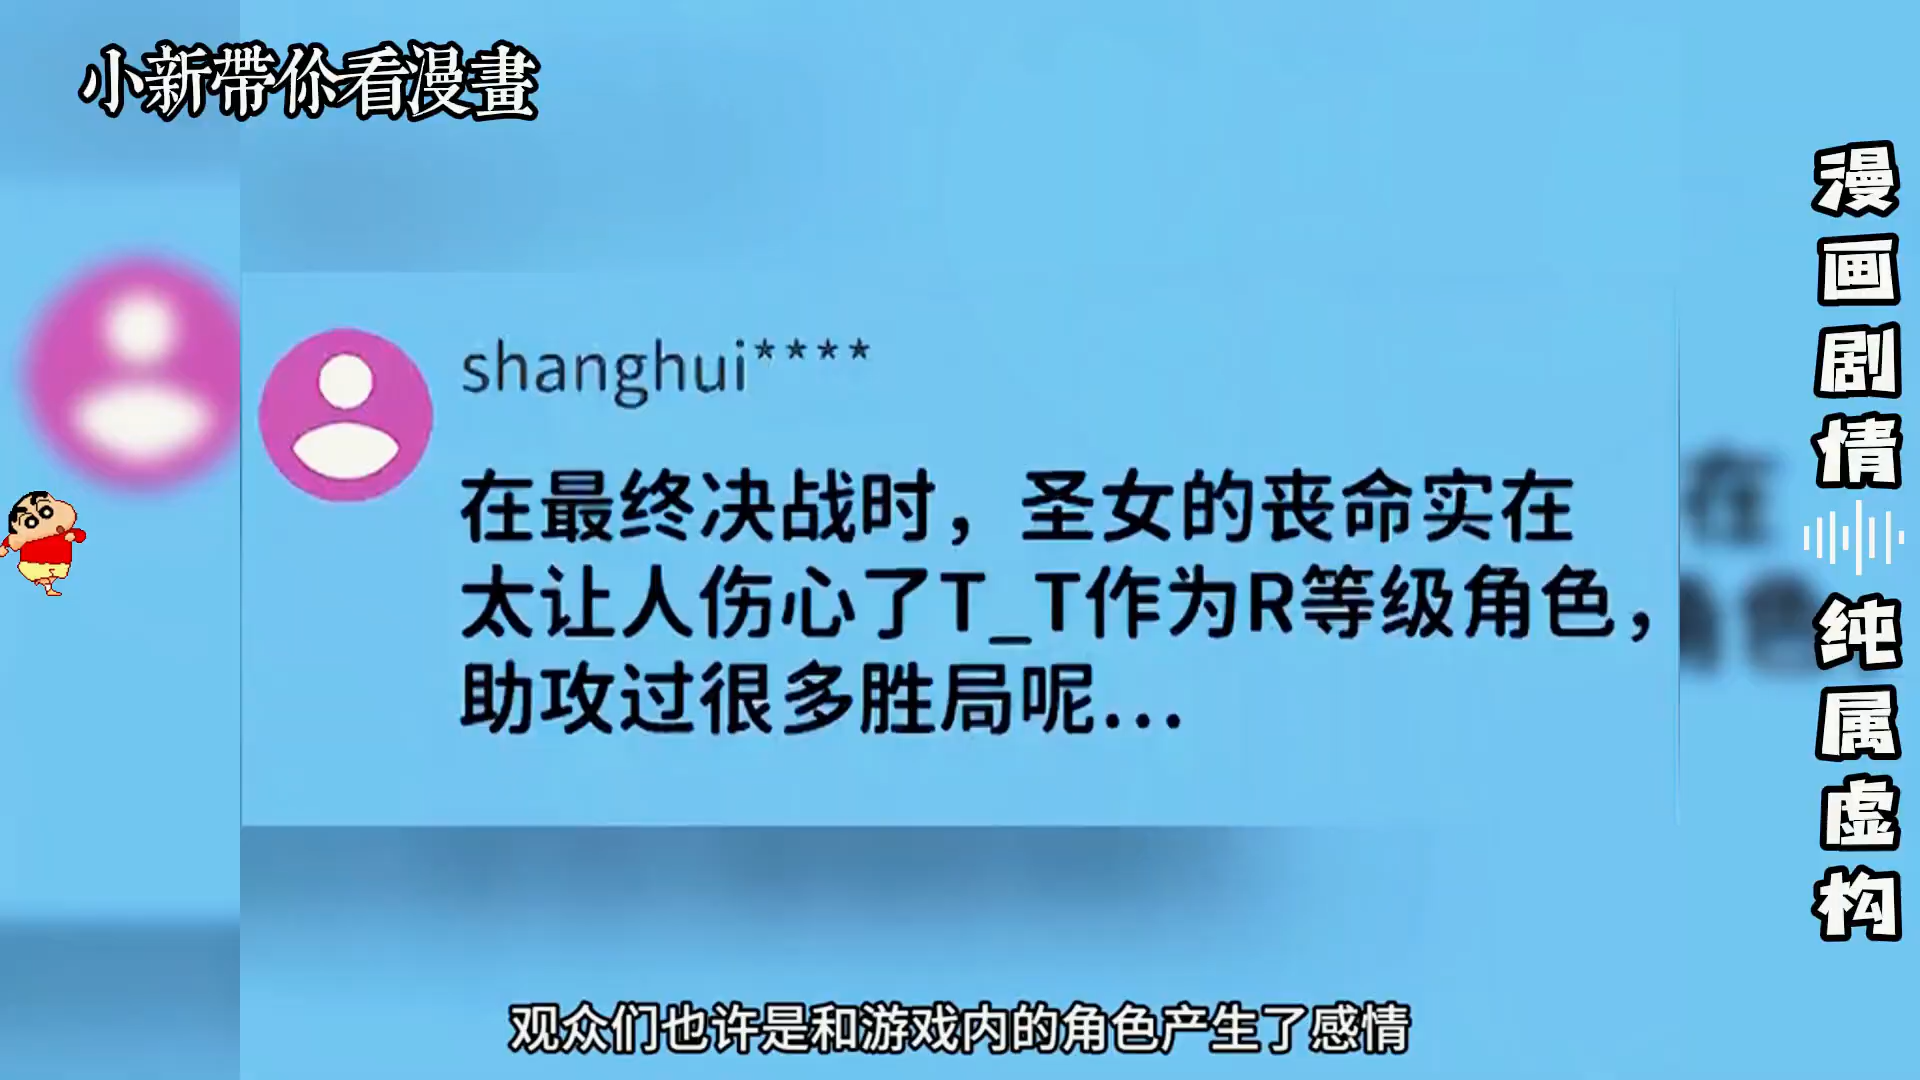 小新帶你看漫畫
shanghui****
在最终决战时，圣女的丧命实在
太让人伤心了T_T作为R等级角色，
助攻过很多胜局呢...
漫画剧情
纯属虚构
观众们也许是和游戏内的角色产生了感情